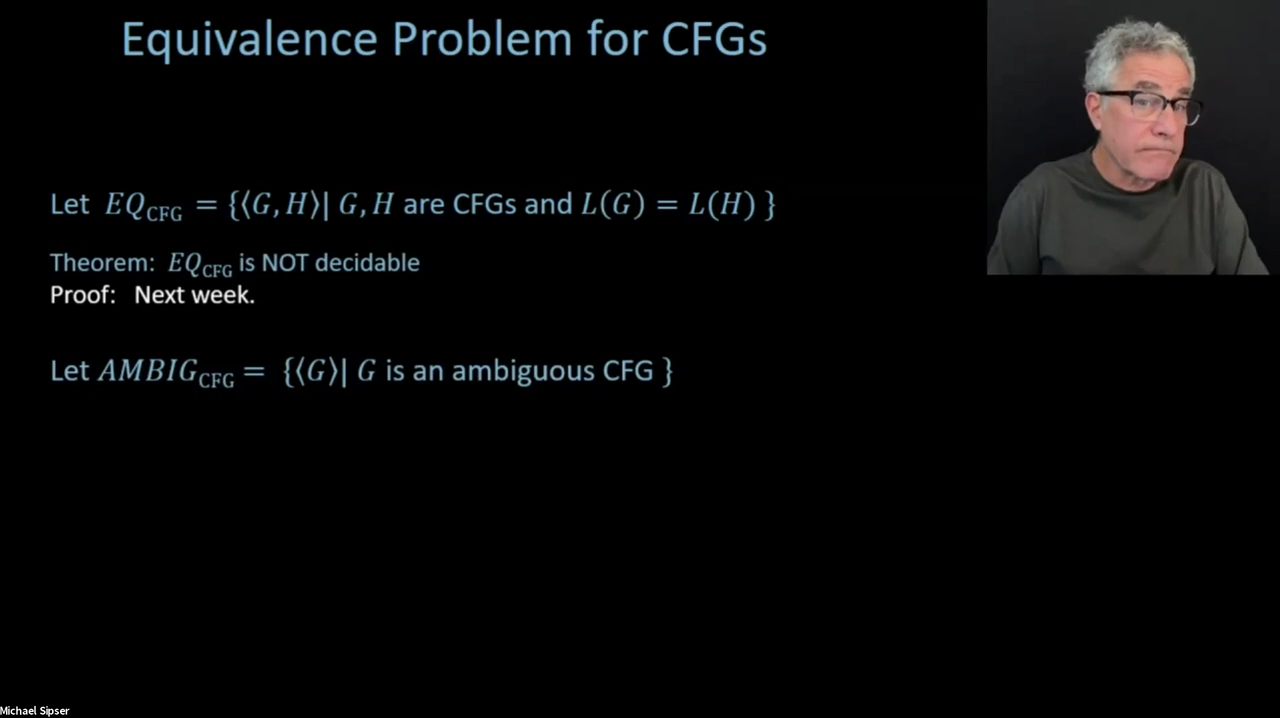 Equivalence Problem for CFGs
Let EQ_CFG = {⟨G, H⟩| G, H are CFGs and L(G) = L(H) }
Theorem: EQ_CFG is NOT decidable
Proof: Next week.
Let AMBIG_CFG = {⟨G⟩| G is an ambiguous CFG }
Michael Sipser